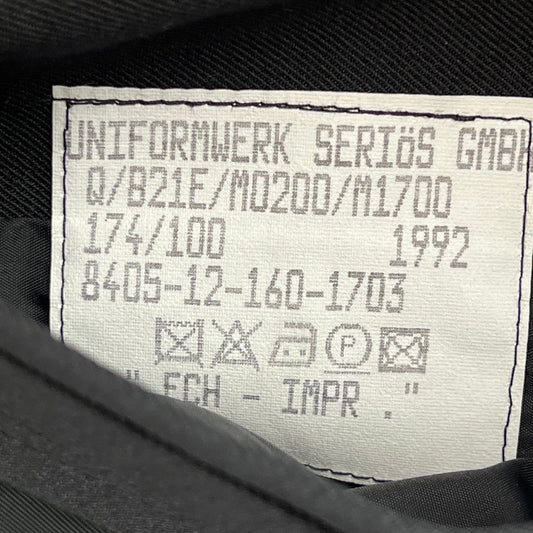 UNIFORMWERK SERIöS GMBH
Q/B21E/M0200/M1700
174/100 1992
8405-12-160-1703
P
" FCH - IMPR ."